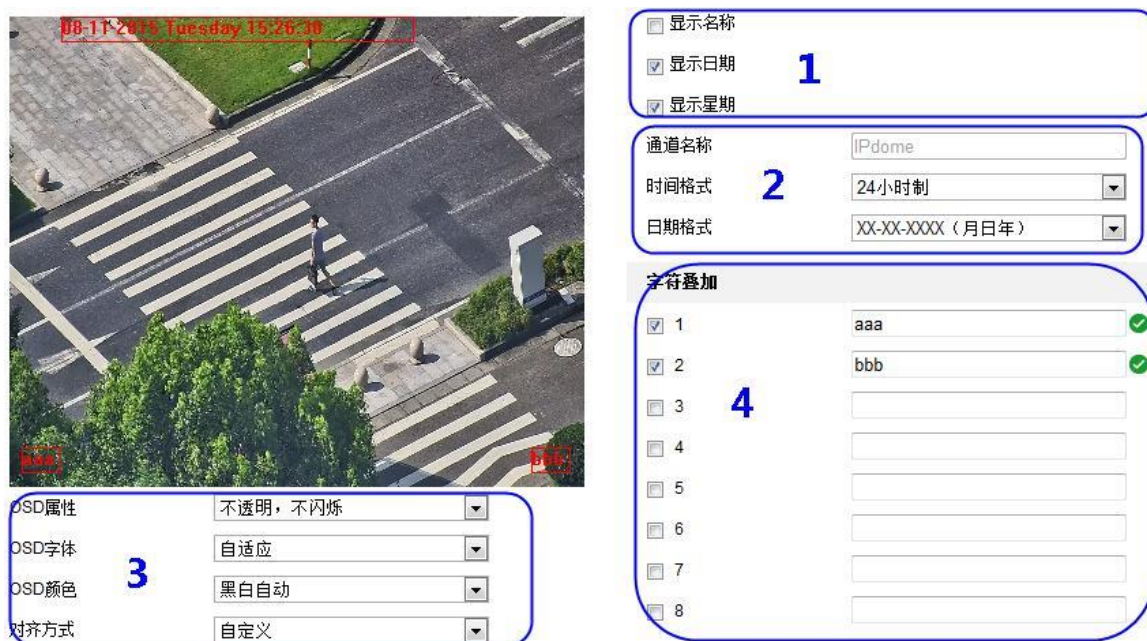 08-11-2015 Tuesday 15:26:30
aaa
bbb
OSD属性 不透明，不闪烁
OSD字体 自适应
3
OSD颜色 黑白自动
对齐方式 自定义
显示名称
显示日期
1
显示星期
通道名称 IPdome
时间格式 24小时制
2
日期格式 XX-XX-XXXX（月日年）
字符叠加
1 aaa
2 bbb
3
4
4
5
6
7
8